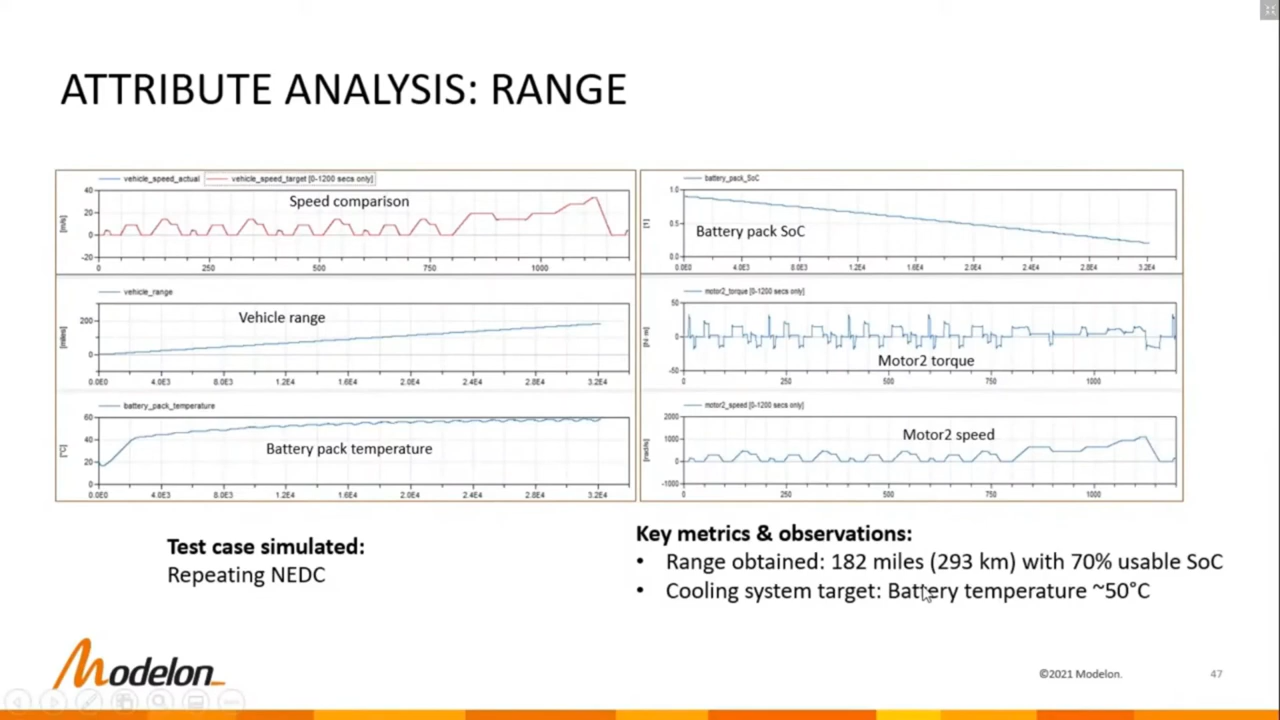 ATTRIBUTE ANALYSIS: RANGE
vehicle_speed_actual vehicle_speed_target [0-1200 secs only]
Speed comparison
[m/s]
40
20
0
-20
0 250 500 750 1000
vehicle_range
Vehicle range
[miles]
200
0
0.0E0 4.0E3 8.0E3 1.2E4 1.6E4 2.0E4 2.4E4 2.8E4 3.2E4
battery_pack_temperature
Battery pack temperature
[°C]
60
40
20
0
0.0E0 4.0E3 8.0E3 1.2E4 1.6E4 2.0E4 2.4E4 2.8E4 3.2E4
battery_pack_SoC
Battery pack SoC
[1]
1.0
0.5
0.0
0.0E0 4.0E3 8.0E3 1.2E4 1.6E4 2.0E4 2.4E4 2.8E4 3.2E4
motor2_torque [0-1200 secs only]
Motor2 torque
[N·m]
50
0
-50
0 250 500 750 1000
motor2_speed [0-1200 secs only]
Motor2 speed
[rad/s]
2000
1000
0
-1000
0 250 500 750 1000
Test case simulated:
Repeating NEDC
Key metrics & observations:
• Range obtained: 182 miles (293 km) with 70% usable SoC
• Cooling system target: Battery temperature ~50°C
Modelon
©2021 Modelon.
47